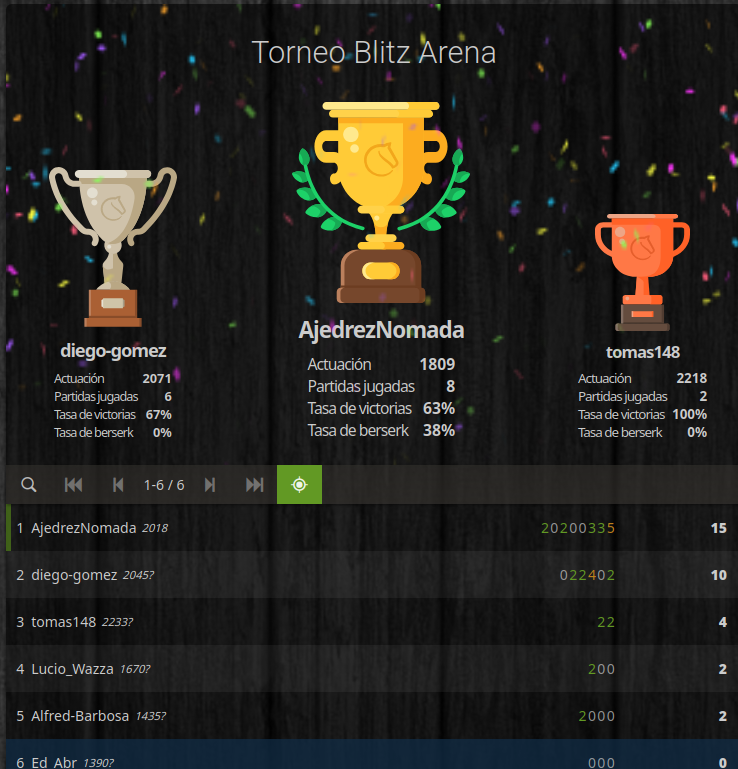 Torneo Blitz Arena
diego-gomez
Actuación 2071
Partidas jugadas 6
Tasa de victorias 67%
Tasa de berserk 0%
AjedrezNomada
Actuación 1809
Partidas jugadas 8
Tasa de victorias 63%
Tasa de berserk 38%
tomas148
Actuación 2218
Partidas jugadas 2
Tasa de victorias 100%
Tasa de berserk 0%
1-6 / 6
1 AjedrezNomada 2018 20200335 15
2 diego-gomez 2045? 022402 10
3 tomas148 2233? 22 4
4 Lucio_Wazza 1670? 200 2
5 Alfred-Barbosa 1435? 2000 2
6 Ed_Abr 1390? 000 0